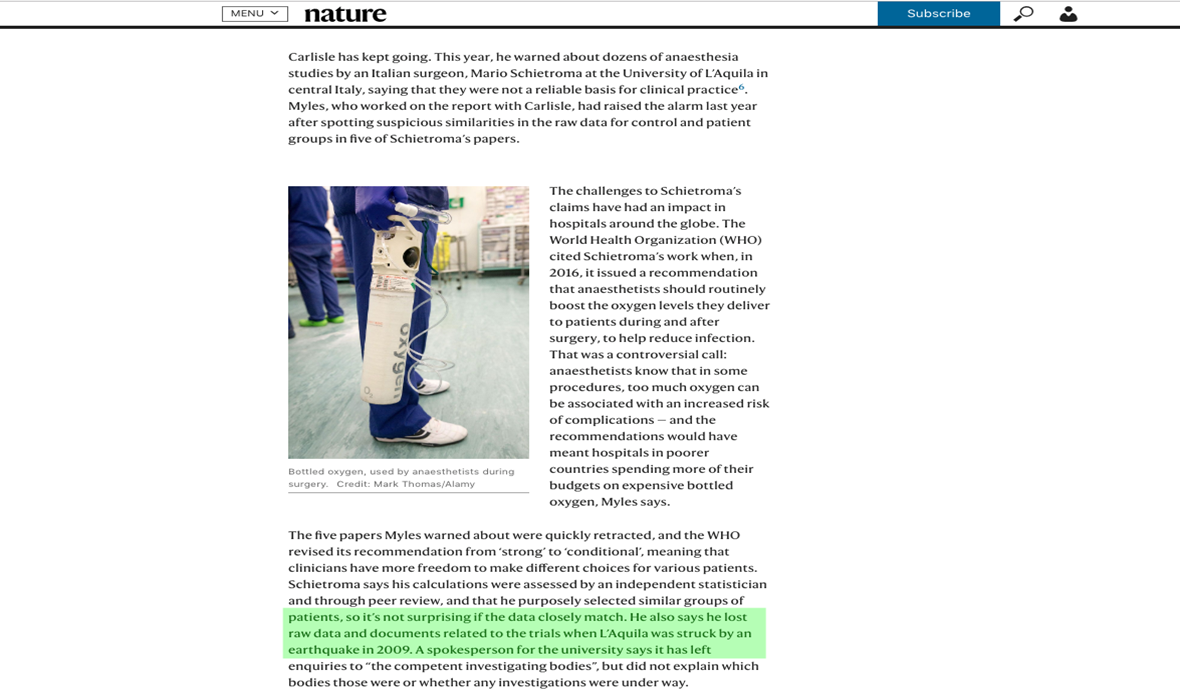 MENU
nature
Subscribe
Carlisle has kept going. This year, he warned about dozens of anaesthesia
studies by an Italian surgeon, Mario Schietroma at the University of L'Aquila in
central Italy, saying that they were not a reliable basis for clinical practice⁶.
Myles, who worked on the report with Carlisle, had raised the alarm last year
after spotting suspicious similarities in the raw data for control and patient
groups in five of Schietroma's papers.
oxygen
Bottled oxygen, used by anaesthetists during
surgery. Credit: Mark Thomas/Alamy
The challenges to Schietroma's
claims have had an impact in
hospitals around the globe. The
World Health Organization (WHO)
cited Schietroma's work when, in
2016, it issued a recommendation
that anaesthetists should routinely
boost the oxygen levels they deliver
to patients during and after
surgery, to help reduce infection.
That was a controversial call:
anaesthetists know that in some
procedures, too much oxygen can
be associated with an increased risk
of complications — and the
recommendations would have
meant hospitals in poorer
countries spending more of their
budgets on expensive bottled
oxygen, Myles says.
The five papers Myles warned about were quickly retracted, and the WHO
revised its recommendation from 'strong' to 'conditional', meaning that
clinicians have more freedom to make different choices for various patients.
Schietroma says his calculations were assessed by an independent statistician
and through peer review, and that he purposely selected similar groups of
patients, so it's not surprising if the data closely match. He also says he lost
raw data and documents related to the trials when L'Aquila was struck by an
earthquake in 2009. A spokesperson for the university says it has left
enquiries to "the competent investigating bodies", but did not explain which
bodies those were or whether any investigations were under way.